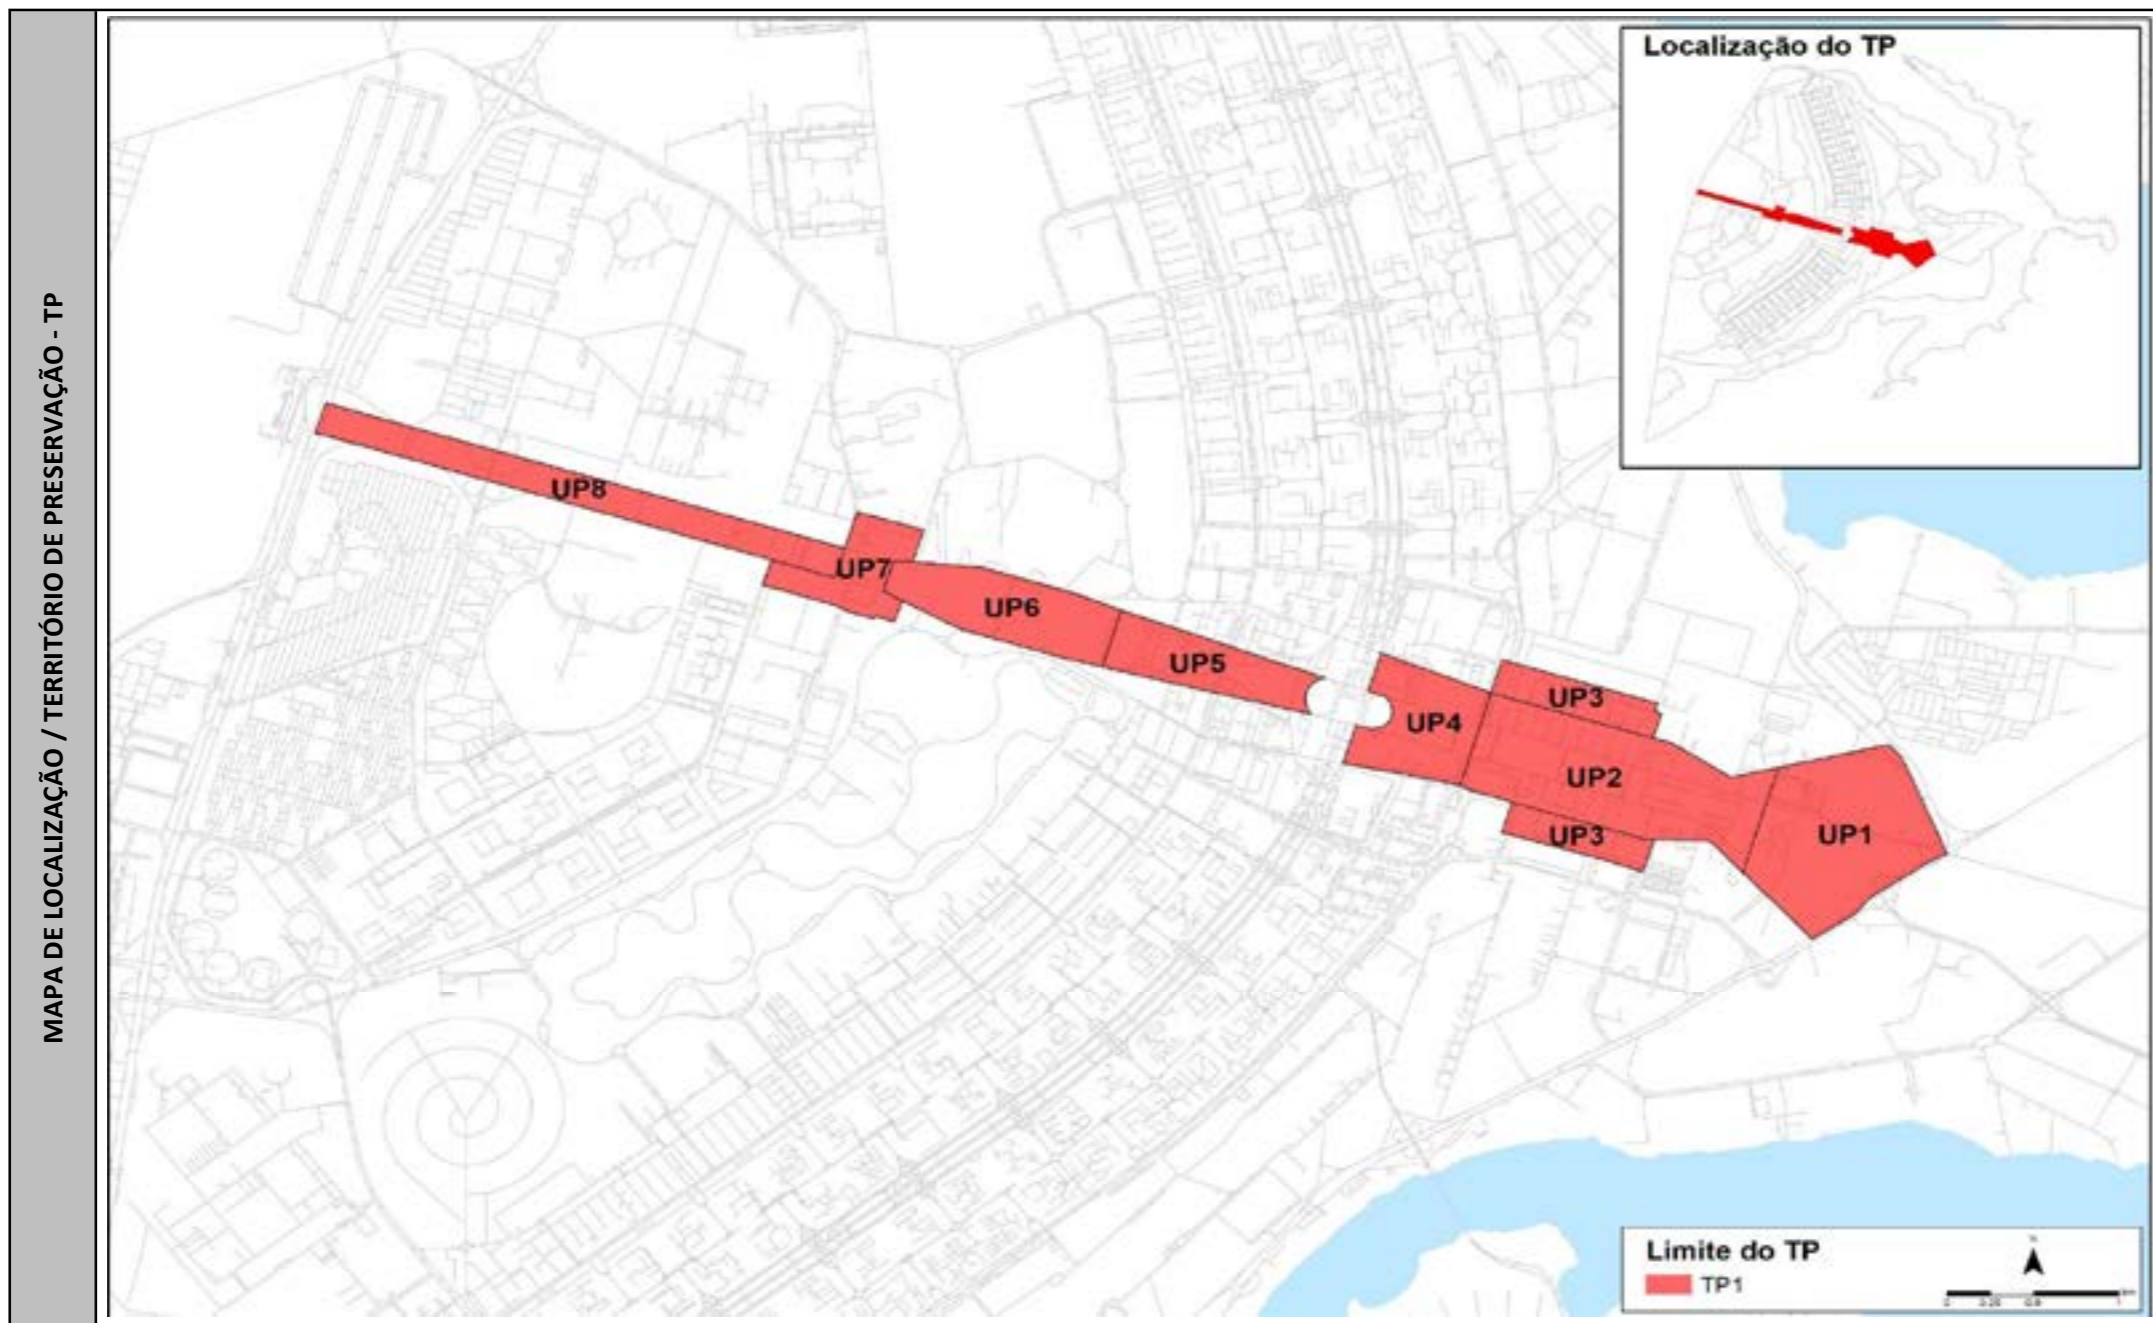 MAPA DE LOCALIZAÇÃO / TERRITÓRIO DE PRESERVAÇÃO - TP
Localização do TP
UP8
UP7
UP6
UP5
UP4
UP3
UP2
UP3
UP1
Limite do TP
TP1